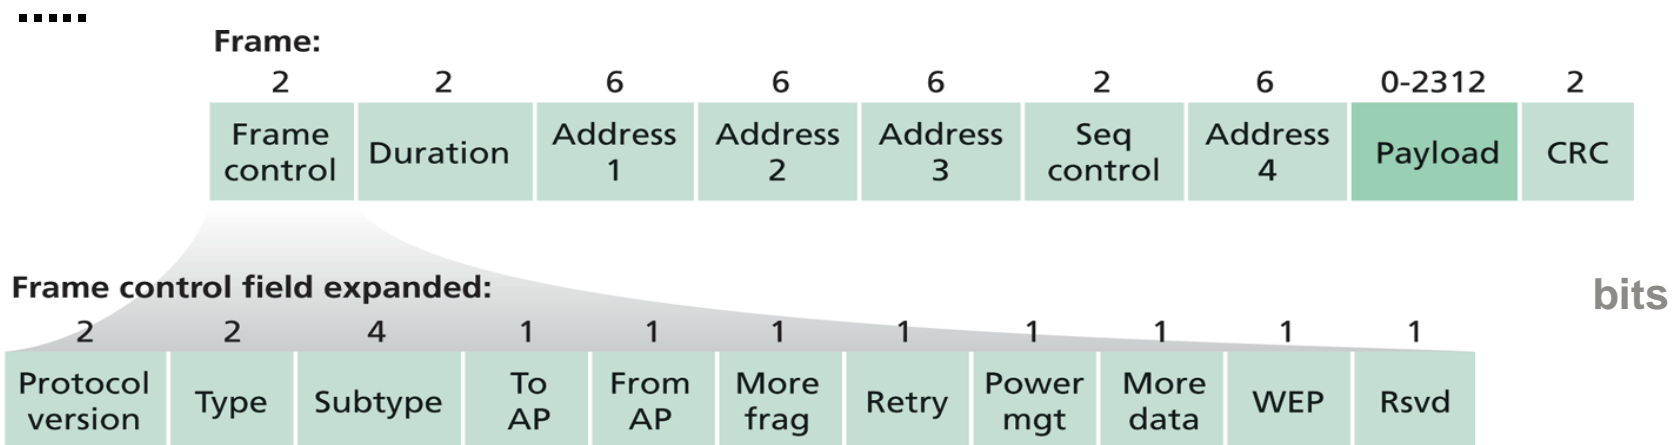 Frame:
2 2 6 6 6 2 6 0-2312 2
Frame control Duration Address 1 Address 2 Address 3 Seq control Address 4 Payload CRC
Frame control field expanded:
bits
2 2 4 1 1 1 1 1 1 1 1
Protocol version Type Subtype To AP From AP More frag Retry Power mgt More data WEP Rsvd